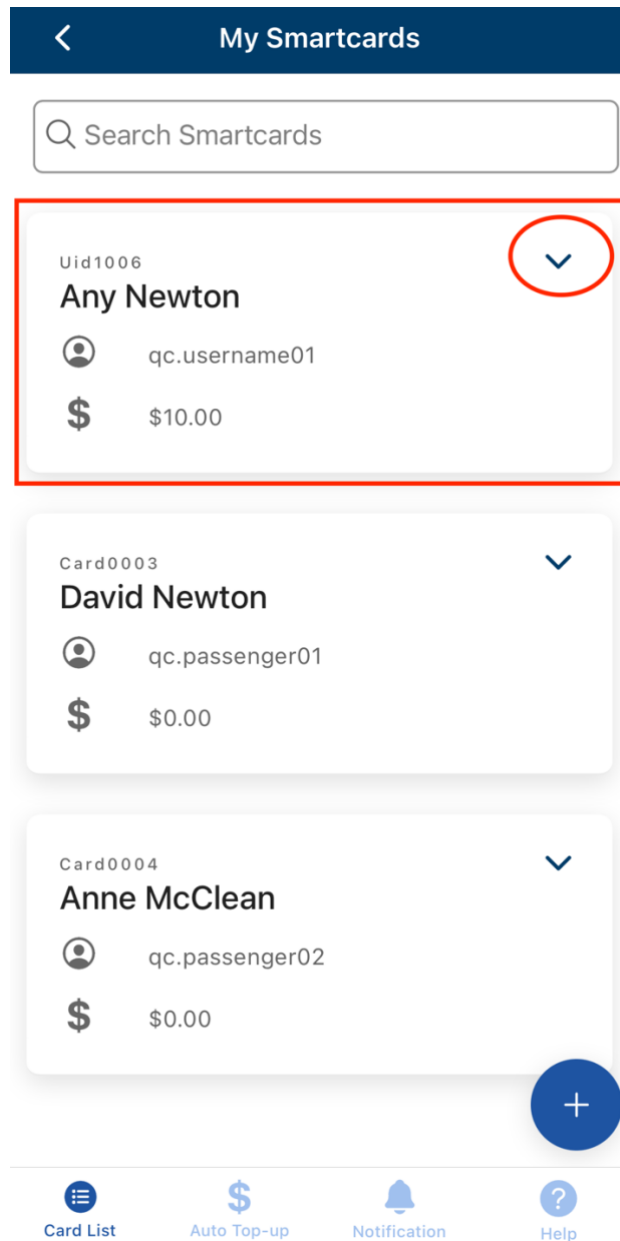 My Smartcards
Search Smartcards
Uid1006
Any Newton
qc.username01
$ $10.00
Card0003
David Newton
qc.passenger01
$ $0.00
Card0004
Anne McClean
qc.passenger02
$ $0.00
+
Card List $ Auto Top-up Notification ? Help